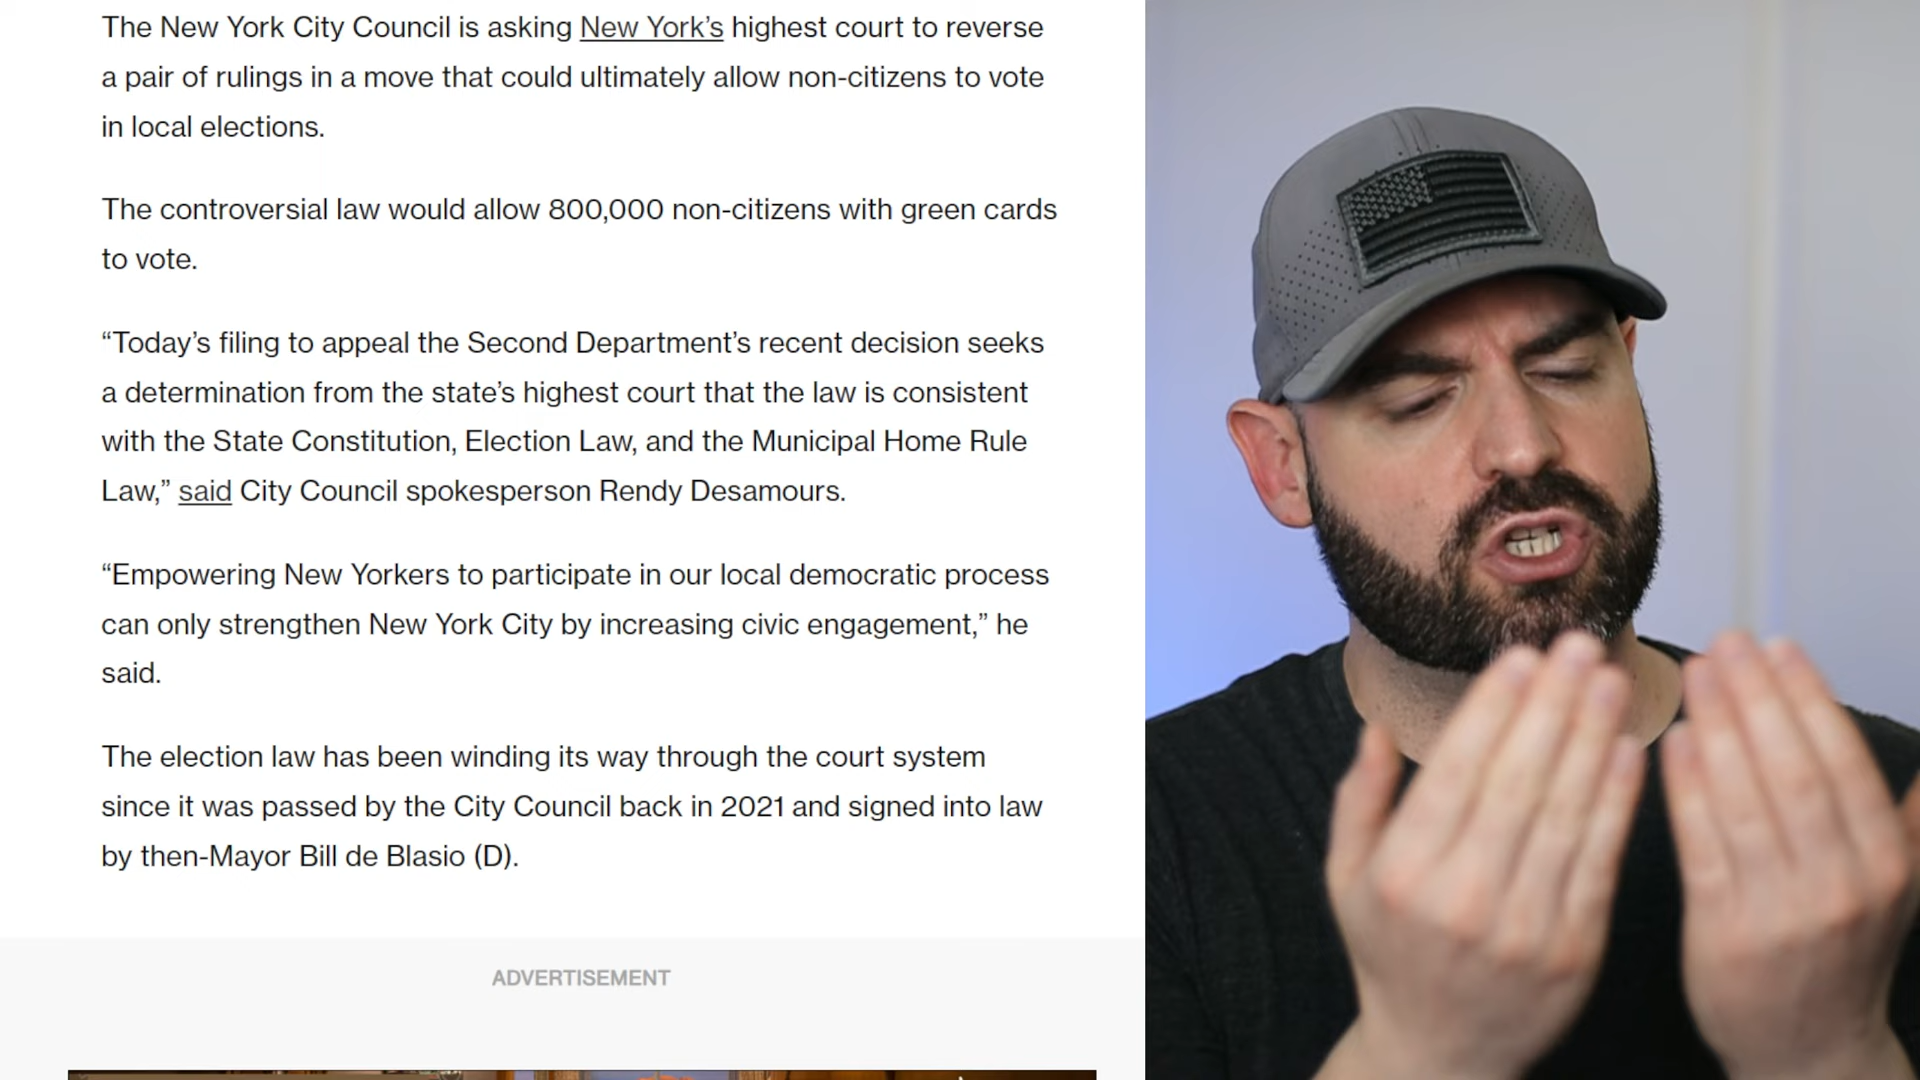 The New York City Council is asking New York’s highest court to reverse
a pair of rulings in a move that could ultimately allow non-citizens to vote
in local elections.
The controversial law would allow 800,000 non-citizens with green cards
to vote.
“Today’s filing to appeal the Second Department’s recent decision seeks
a determination from the state’s highest court that the law is consistent
with the State Constitution, Election Law, and the Municipal Home Rule
Law,” said City Council spokesperson Rendy Desamours.
“Empowering New Yorkers to participate in our local democratic process
can only strengthen New York City by increasing civic engagement,” he
said.
The election law has been winding its way through the court system
since it was passed by the City Council back in 2021 and signed into law
by then-Mayor Bill de Blasio (D).
ADVERTISEMENT